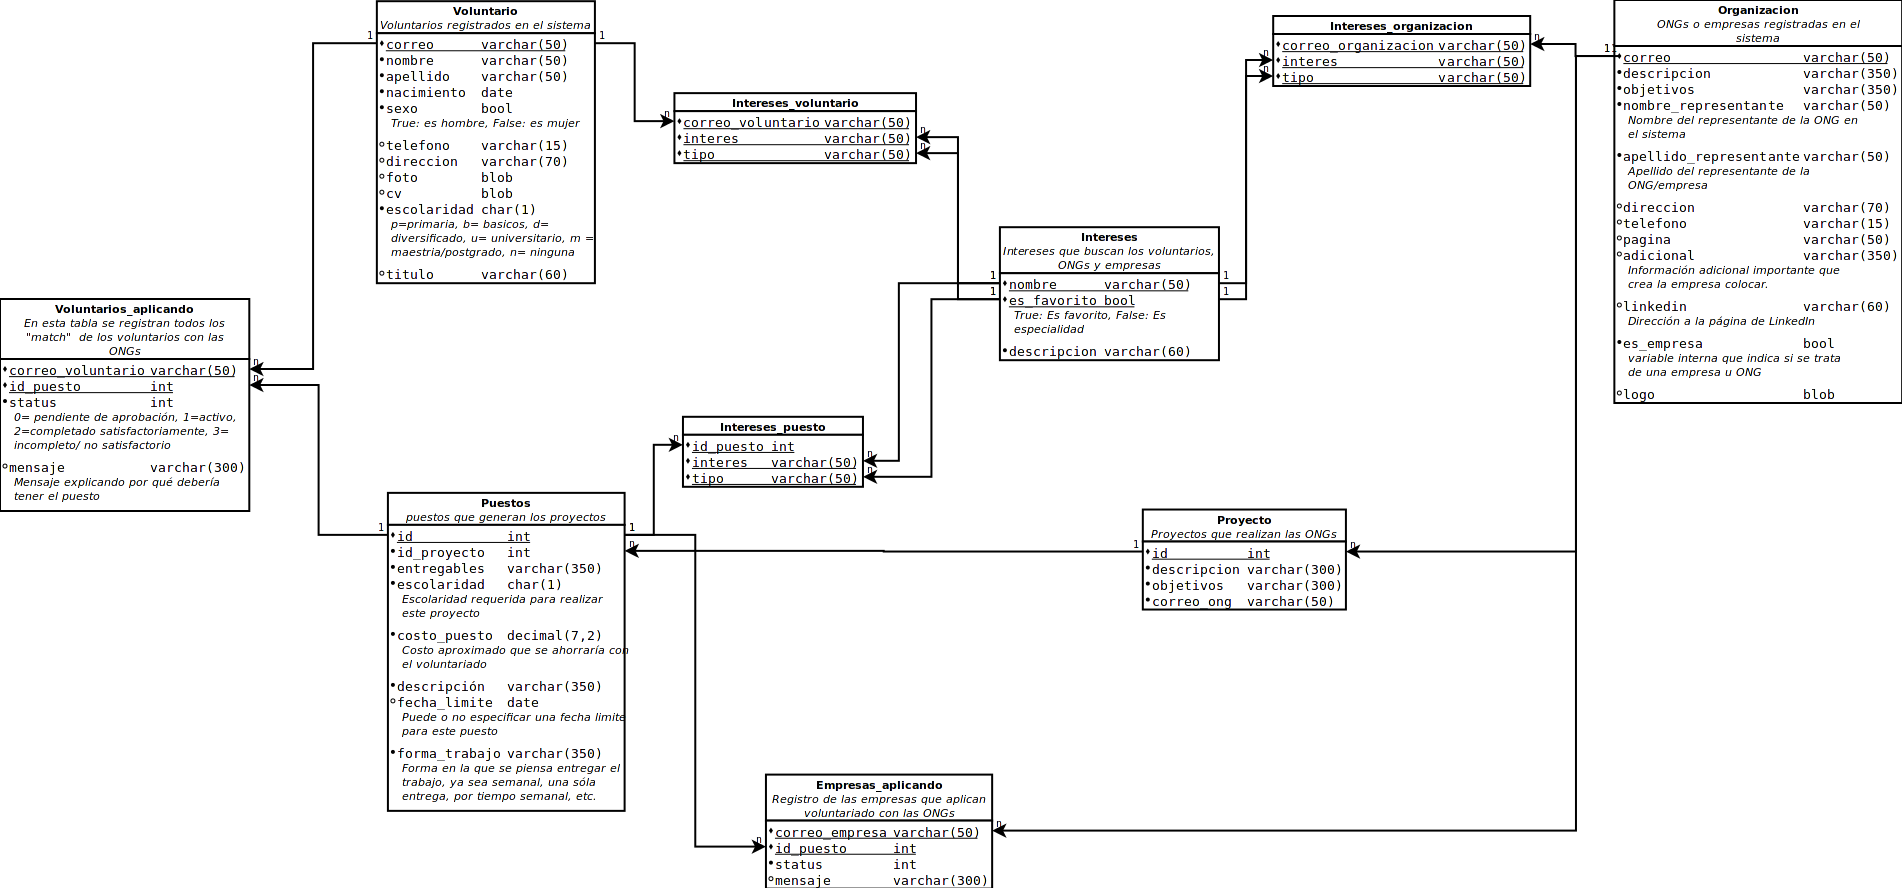 Voluntario
Voluntarios registrados en el sistema
correo varchar(50)
nombre varchar(50)
apellido varchar(50)
nacimiento date
sexo bool
True: es hombre, False: es mujer
telefono varchar(15)
direccion varchar(70)
foto blob
cv blob
escolaridad char(1)
p=primaria, b= basicos, d=
diversificado, u= universitario, m =
maestria/postgrado, n= ninguna
titulo varchar(60)
1
1
Intereses_voluntario
correo_voluntario varchar(50)
interes varchar(50)
tipo varchar(50)
n
n
n
Intereses_organizacion
correo_organizacion varchar(50)
interes varchar(50)
tipo varchar(50)
n
n
n
Organizacion
ONGs o empresas registradas en el
sistema
correo varchar(50)
descripcion varchar(350)
objetivos varchar(350)
nombre_representante varchar(50)
Nombre del representante de la ONG en
el sistema
apellido_representante varchar(50)
Apellido del representante de la
ONG/empresa
direccion varchar(70)
telefono varchar(15)
pagina varchar(50)
adicional varchar(350)
Información adicional importante que
crea la empresa colocar.
linkedin varchar(60)
Dirección a la página de LinkedIn
es_empresa bool
variable interna que indica si se trata
de una empresa u ONG
logo blob
11
Intereses
Intereses que buscan los voluntarios,
ONGs y empresas
nombre varchar(50)
es_favorito bool
True: Es favorito, False: Es
especialidad
descripcion varchar(60)
1
1
1
1
Voluntarios_aplicando
En esta tabla se registran todos los
"match" de los voluntarios con las
ONGs
correo_voluntario varchar(50)
id_puesto int
status int
0= pendiente de aprobación, 1=activo,
2=completado satisfactoriamente, 3=
incompleto/ no satisfactorio
mensaje varchar(300)
Mensaje explicando por qué debería
tener el puesto
n
n
Intereses_puesto
id_puesto int
interes varchar(50)
tipo varchar(50)
n
n
n
Puestos
puestos que generan los proyectos
id int
id_proyecto int
entregables varchar(350)
escolaridad char(1)
Escolaridad requerida para realizar
este proyecto
costo_puesto decimal(7,2)
Costo aproximado que se ahorraría con
el voluntariado
descripción varchar(350)
fecha_limite date
Puede o no especificar una fecha limite
para este puesto
forma_trabajo varchar(350)
Forma en la que se piensa entregar el
trabajo, ya sea semanal, una sóla
entrega, por tiempo semanal, etc.
1
1
n
Proyecto
Proyectos que realizan las ONGs
id int
descripcion varchar(300)
objetivos varchar(300)
correo_ong varchar(50)
1
n
Empresas_aplicando
Registro de las empresas que aplican
voluntariado con las ONGs
correo_empresa varchar(50)
id_puesto int
status int
mensaje varchar(300)
n
n